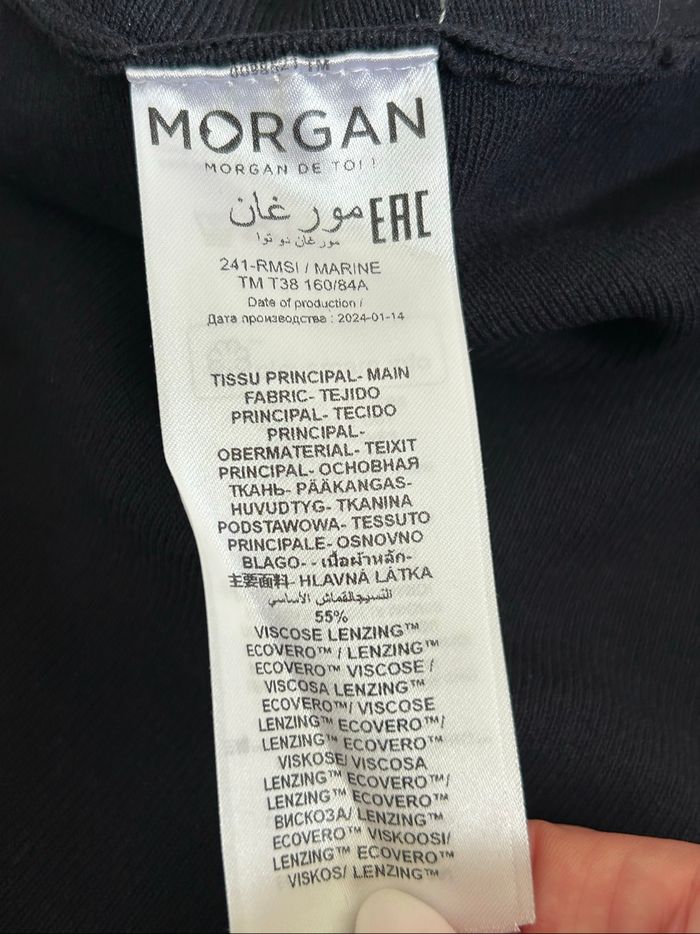 MORGAN
MORGAN DE TOI !
مورغان EAC
مورغان دو توا
241-RMSI / MARINE
TM T38 160/84A
Date of production /
Дата производства : 2024-01-14
TISSU PRINCIPAL- MAIN
FABRIC- TEJIDO
PRINCIPAL- TECIDO
PRINCIPAL-
OBERMATERIAL- TEIXIT
PRINCIPAL- ОСНОВНАЯ
ТКАНЬ- PÄÄKANGAS-
HUVUDTYG- TKANINA
PODSTAWOWA- TESSUTO
PRINCIPALE- OSNOVNO
BLAGO- - เนื้อผ้าหลัก-
主要面料- HLAVNÁ LÁTKA
النسيجالقماش الأساسي
55%
VISCOSE LENZING™
ECOVERO™ / LENZING™
ECOVERO™ VISCOSE /
VISCOSA LENZING™
ECOVERO™/ VISCOSE
LENZING™ ECOVERO™/
LENZING™ ECOVERO™
VISKOSE/ VISCOSA
LENZING™ ECOVERO™/
LENZING™ ECOVERO™
ВИСКОЗА/ LENZING™
ECOVERO™ VISKOOSI/
LENZING™ ECOVERO™
VISKOS/ LENZING™